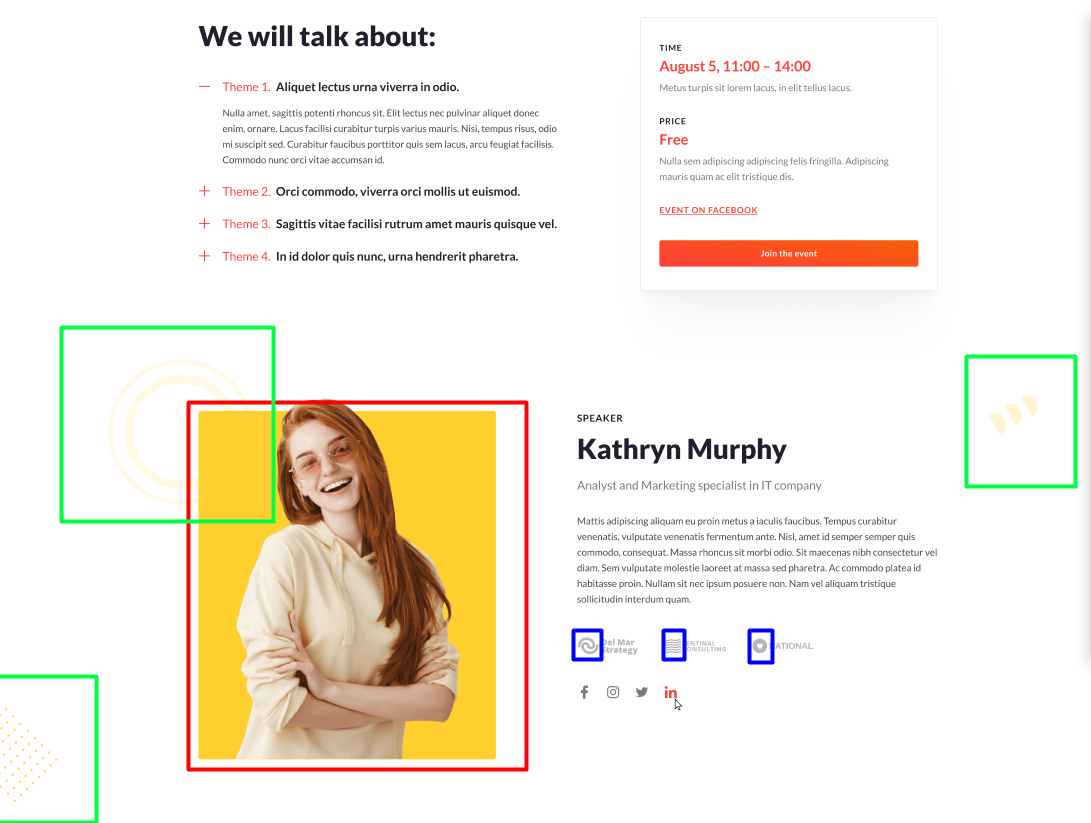 We will talk about:
Theme 1. Aliquet lectus urna viverra in odio.
Nulla amet, sagittis potenti rhoncus sit. Elit lectus nec pulvinar aliquet donec
enim, ornare. Lacus facilisi curabitur turpis varius mauris. Nisi, tempus risus, odio
mi suscipit sed. Curabitur faucibus porttitor quis sem lacus, arcu feugiat facilisis.
Commodo nunc orci vitae accumsan id.
Theme 2. Orci commodo, viverra orci mollis ut euismod.
Theme 3. Sagittis vitae facilisi rutrum amet mauris quisque vel.
Theme 4. In id dolor quis nunc, urna hendrerit pharetra.
TIME
August 5, 11:00 – 14:00
Metus turpis sit lorem lacus, in elit tellus lacus.
PRICE
Free
Nulla sem adipiscing adipiscing felis fringilla. Adipiscing
mauris quam ac elit tristique dis.
EVENT ON FACEBOOK
Join the event
SPEAKER
Kathryn Murphy
Analyst and Marketing specialist in IT company
Mattis adipiscing aliquam eu proin metus a iaculis faucibus. Tempus curabitur
venenatis, vulputate venenatis fermentum ante. Nisl, amet id semper semper quis
commodo, consequat. Massa rhoncus sit morbi odio. Sit maecenas nibh consectetur vel
diam. Sem vulputate molestie laoreet at massa sed pharetra. Ac commodo platea id
habitasse proin. Nullam sit nec ipsum posuere non. Nam vel aliquam tristique
sollicitudin interdum quam.
Del Mar
Strategy
ENTINAL
ONSULTING
ATIONAL
in